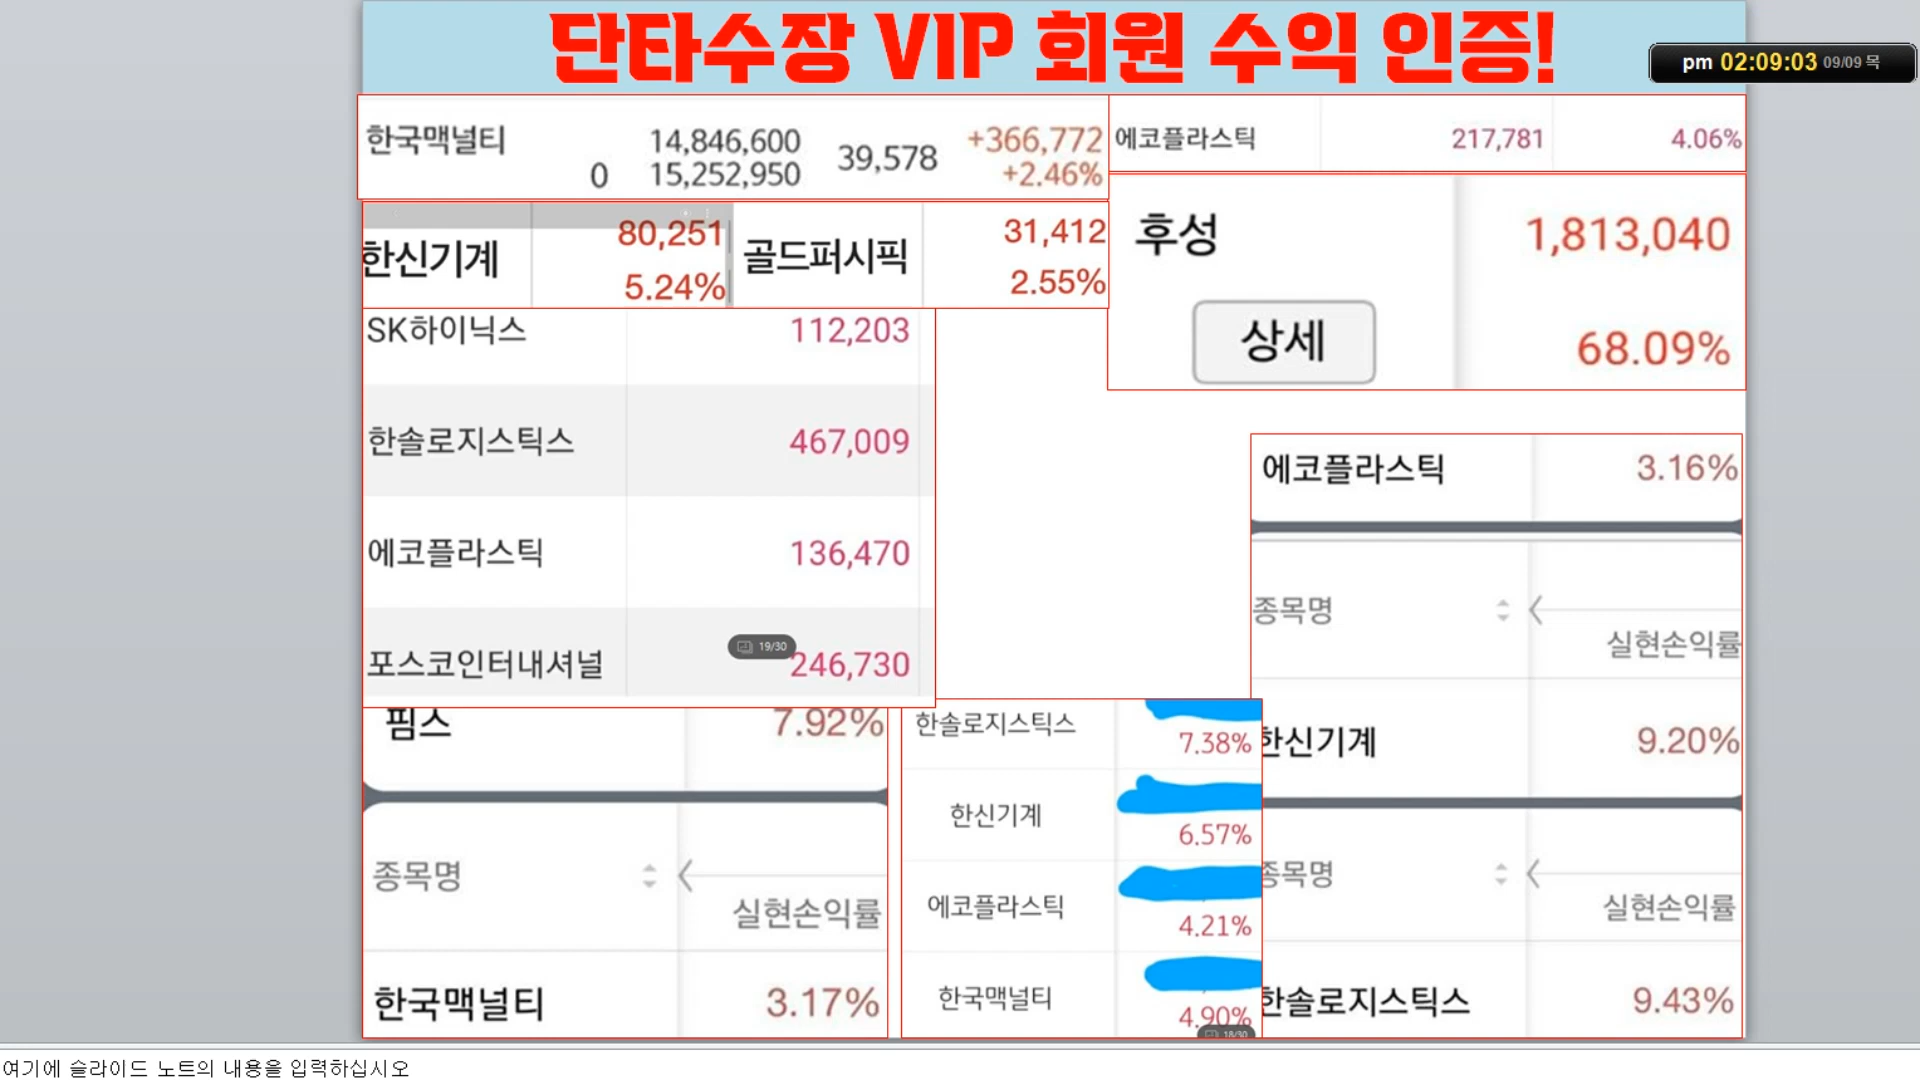 단타수장 VIP 회원 수익 인증!
pm 02:09:03 09/09 목
한국맥널티 14,846,600 39,578 +366,772
0 15,252,950 +2.46%
에코플라스틱 217,781 4.06%
한신기계 80,251
5.24%
골드퍼시픽 31,412
2.55%
후성 1,813,040
상세 68.09%
SK하이닉스 112,203
한솔로지스틱스 467,009
에코플라스틱 136,470
포스코인터내셔널 246,730
19/30
에코플라스틱 3.16%
종목명
실현손익률
한신기계 9.20%
종목명
실현손익률
한솔로지스틱스 9.43%
핌스 7.92%
종목명
실현손익률
한국맥널티 3.17%
한솔로지스틱스
7.38%
한신기계
6.57%
에코플라스틱
4.21%
한국맥널티
4.90%
18/30
여기에 슬라이드 노트의 내용을 입력하십시오